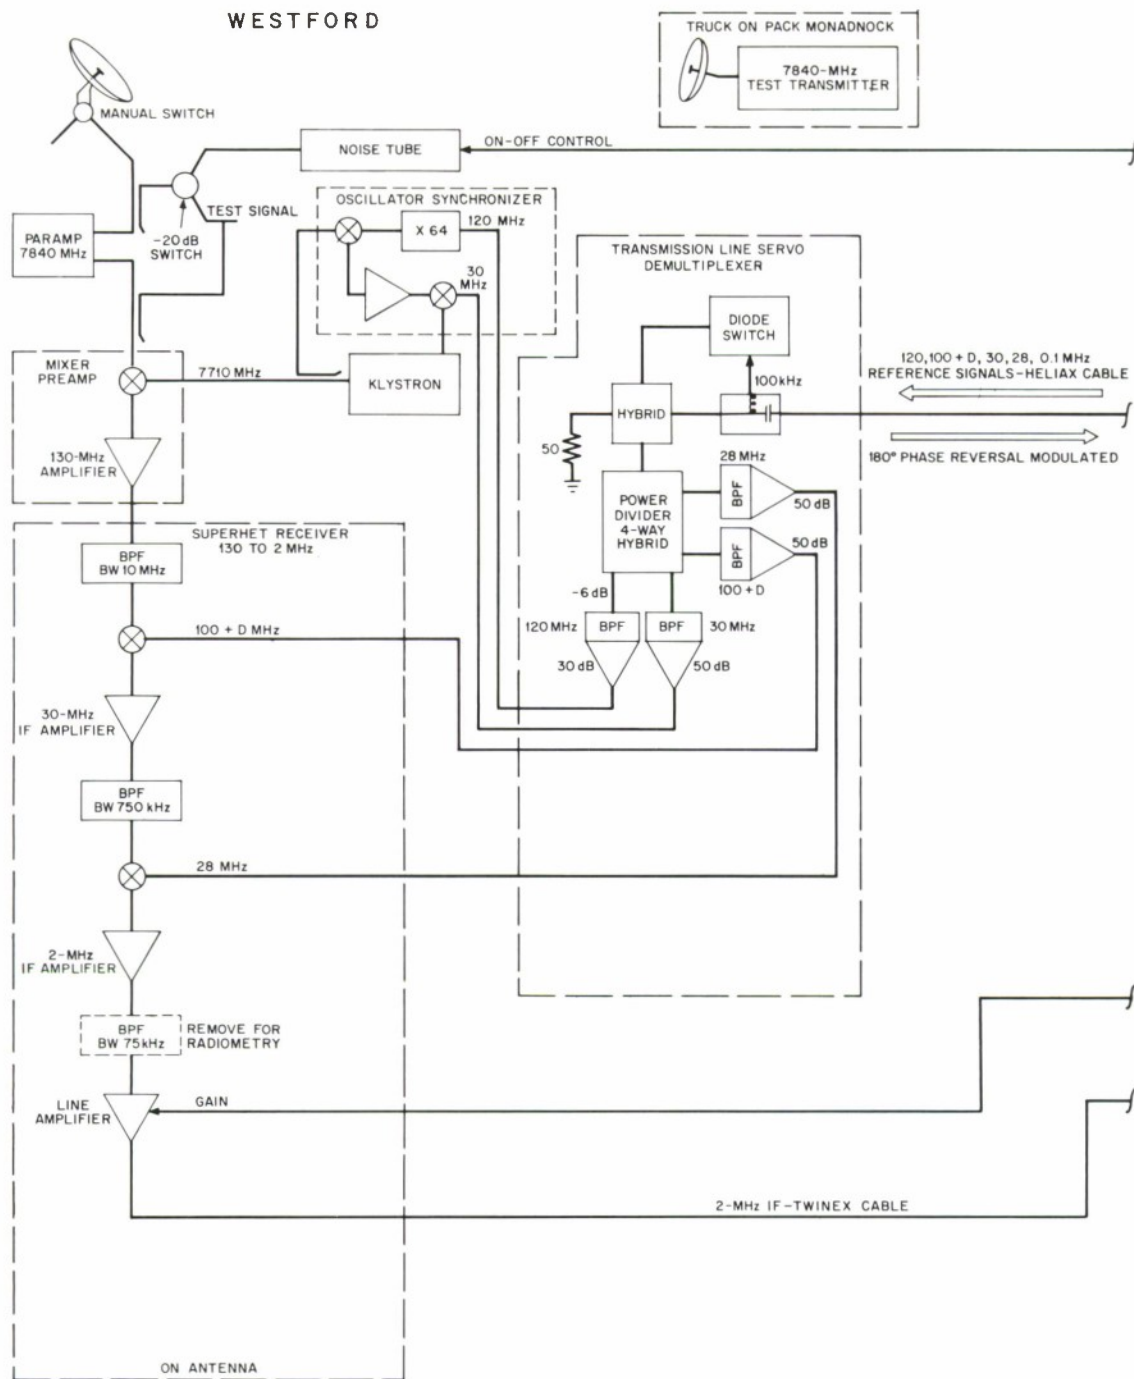 WESTFORD
TRUCK ON PACK MONADNOCK
7840-MHz
TEST TRANSMITTER
MANUAL SWITCH
NOISE TUBE
ON-OFF CONTROL
OSCILLATOR SYNCHRONIZER
TEST SIGNAL
X 64
120 MHz
PARAMP
7840 MHz
-20 dB
SWITCH
30
MHz
TRANSMISSION LINE SERVO
DEMULTIPLEXER
DIODE
SWITCH
MIXER
PREAMP
7710 MHz
KLYSTRON
100 kHz
120, 100 + D, 30, 28, 0.1 MHz
REFERENCE SIGNALS-HELIAX CABLE
HYBRID
50
180° PHASE REVERSAL MODULATED
130-MHz
AMPLIFIER
28 MHz
BPF
50 dB
POWER
DIVIDER
4-WAY
HYBRID
SUPERHET RECEIVER
130 TO 2 MHz
BPF
BW 10 MHz
BPF
50 dB
100 + D
-6 dB
120 MHz
BPF
BPF
30 MHz
100 + D MHz
30 dB
50 dB
30-MHz
IF AMPLIFIER
BPF
BW 750 kHz
28 MHz
2-MHz
IF AMPLIFIER
BPF
BW 75 kHz
REMOVE FOR
RADIOMETRY
LINE
AMPLIFIER
GAIN
2-MHz IF-TWINEX CABLE
ON ANTENNA